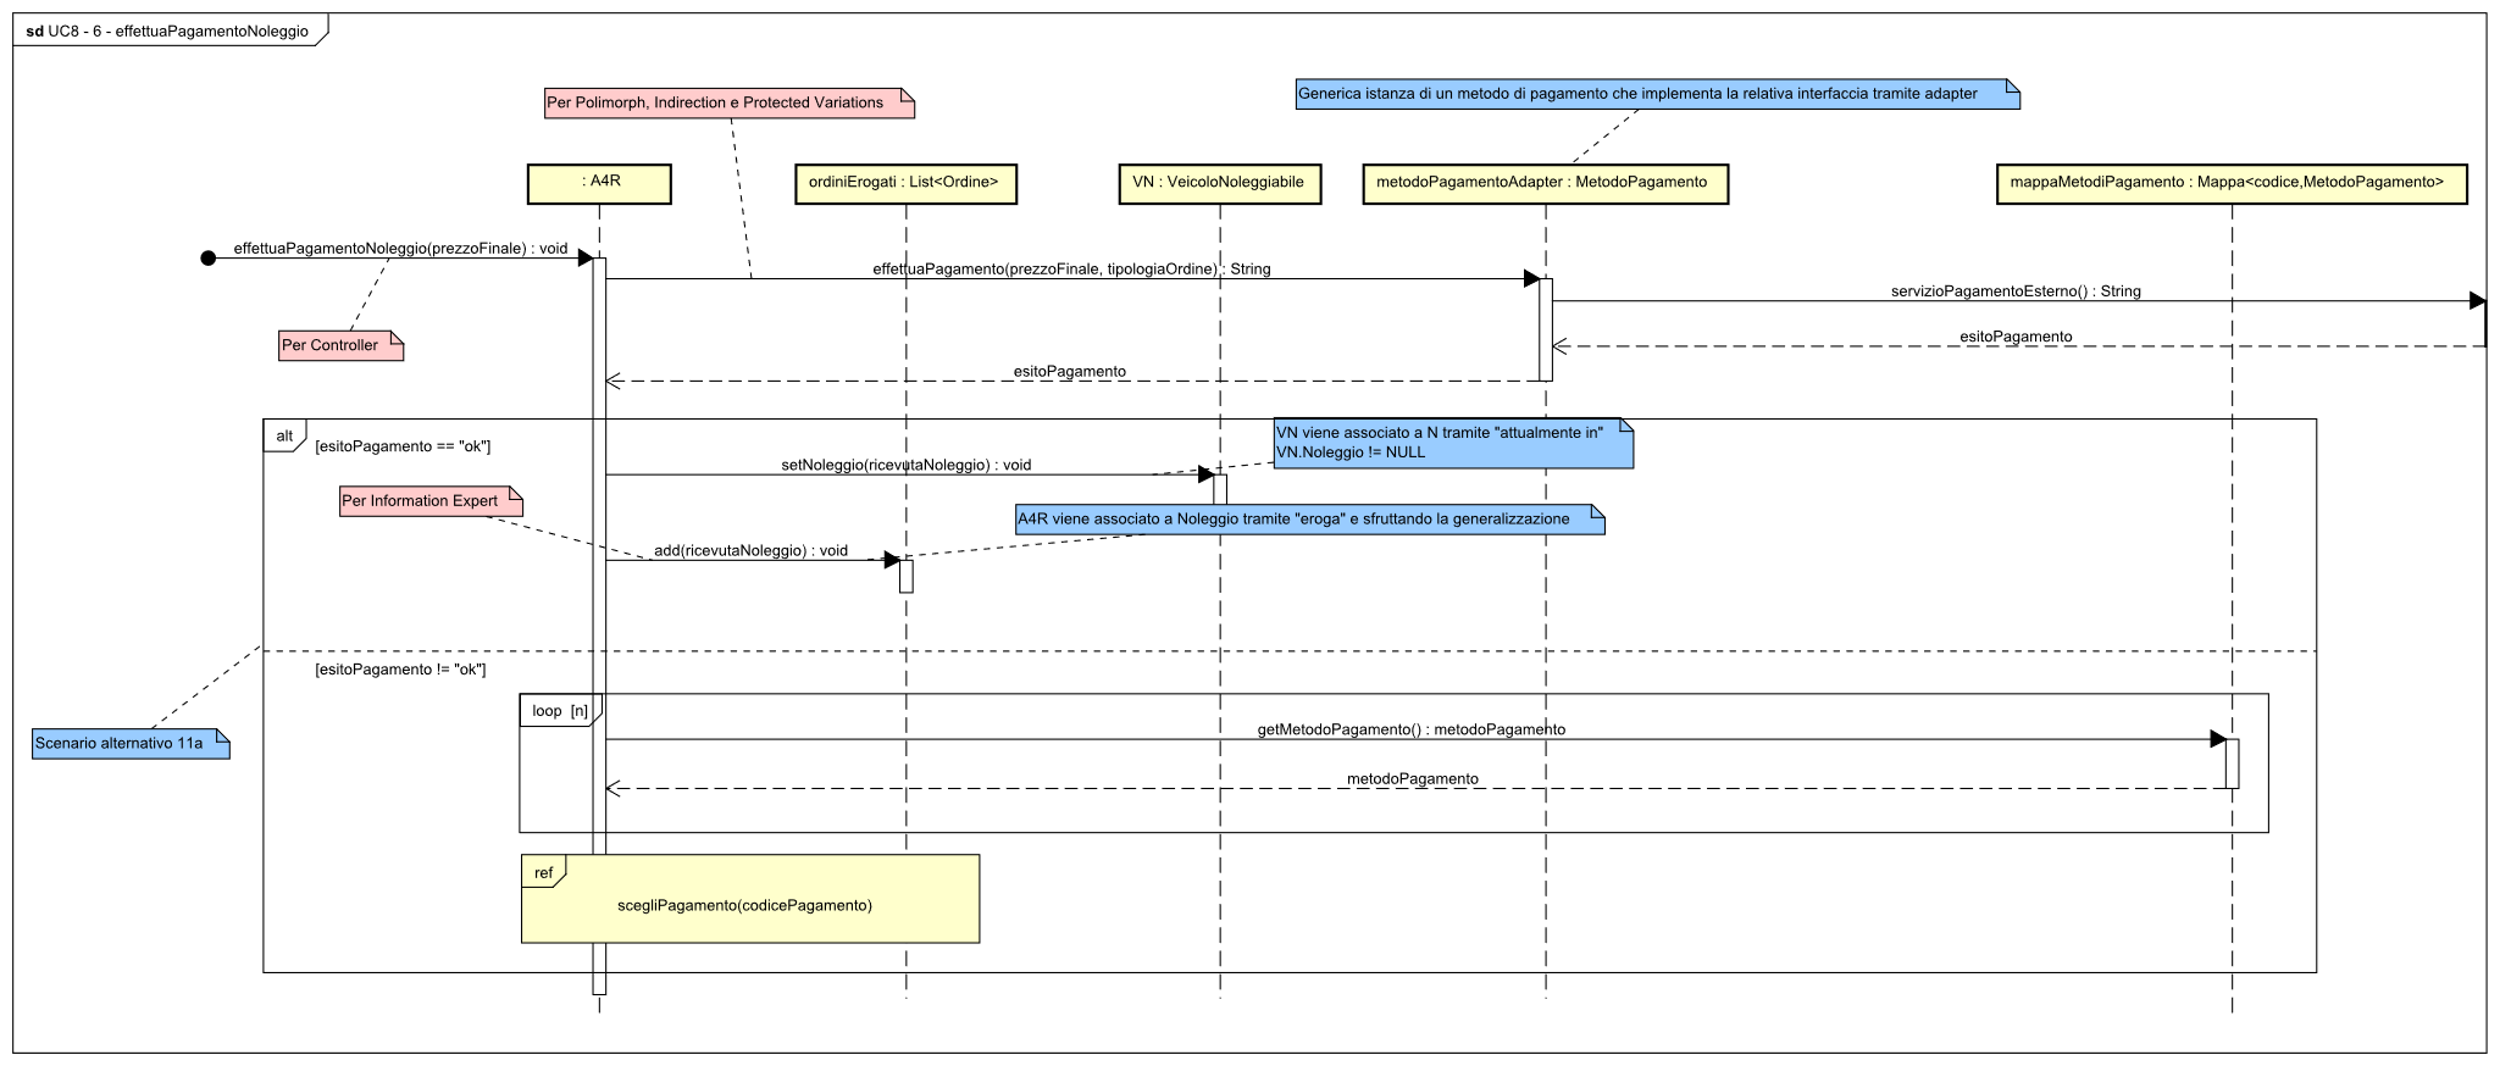 sd UC8 - 6 - effettuaPagamentoNoleggio
Generica istanza di un metodo di pagamento che implementa la relativa interfaccia tramite adapter
Per Polimorph, Indirection e Protected Variations
: A4R
ordiniErogati : List<Ordine>
VN : VeicoloNoleggiabile
metodoPagamentoAdapter : MetodoPagamento
mappaMetodiPagamento : Mappa<codice,MetodoPagamento>
effettuaPagamentoNoleggio(prezzoFinale) : void
effettuaPagamento(prezzoFinale, tipologiaOrdine) : String
servizioPagamentoEsterno() : String
Per Controller
esitoPagamento
esitoPagamento
alt
[esitoPagamento == "ok"]
VN viene associato a N tramite "attualmente in"
VN.Noleggio != NULL
setNoleggio(ricevutaNoleggio) : void
Per Information Expert
A4R viene associato a Noleggio tramite "eroga" e sfruttando la generalizzazione
add(ricevutaNoleggio) : void
[esitoPagamento != "ok"]
loop [n]
getMetodoPagamento() : metodoPagamento
Scenario alternativo 11a
metodoPagamento
ref
scegliPagamento(codicePagamento)